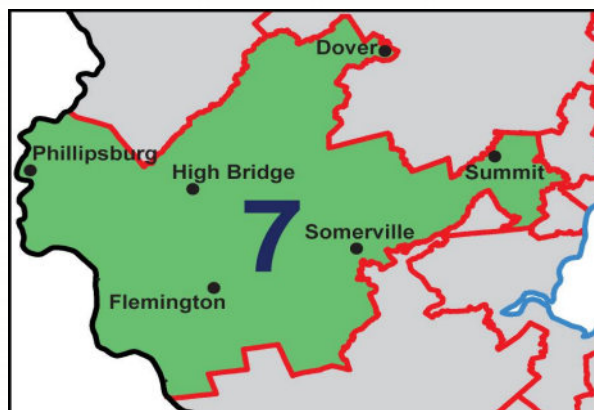 Dover
Phillipsburg
High Bridge
Summit
7
Somerville
Flemington